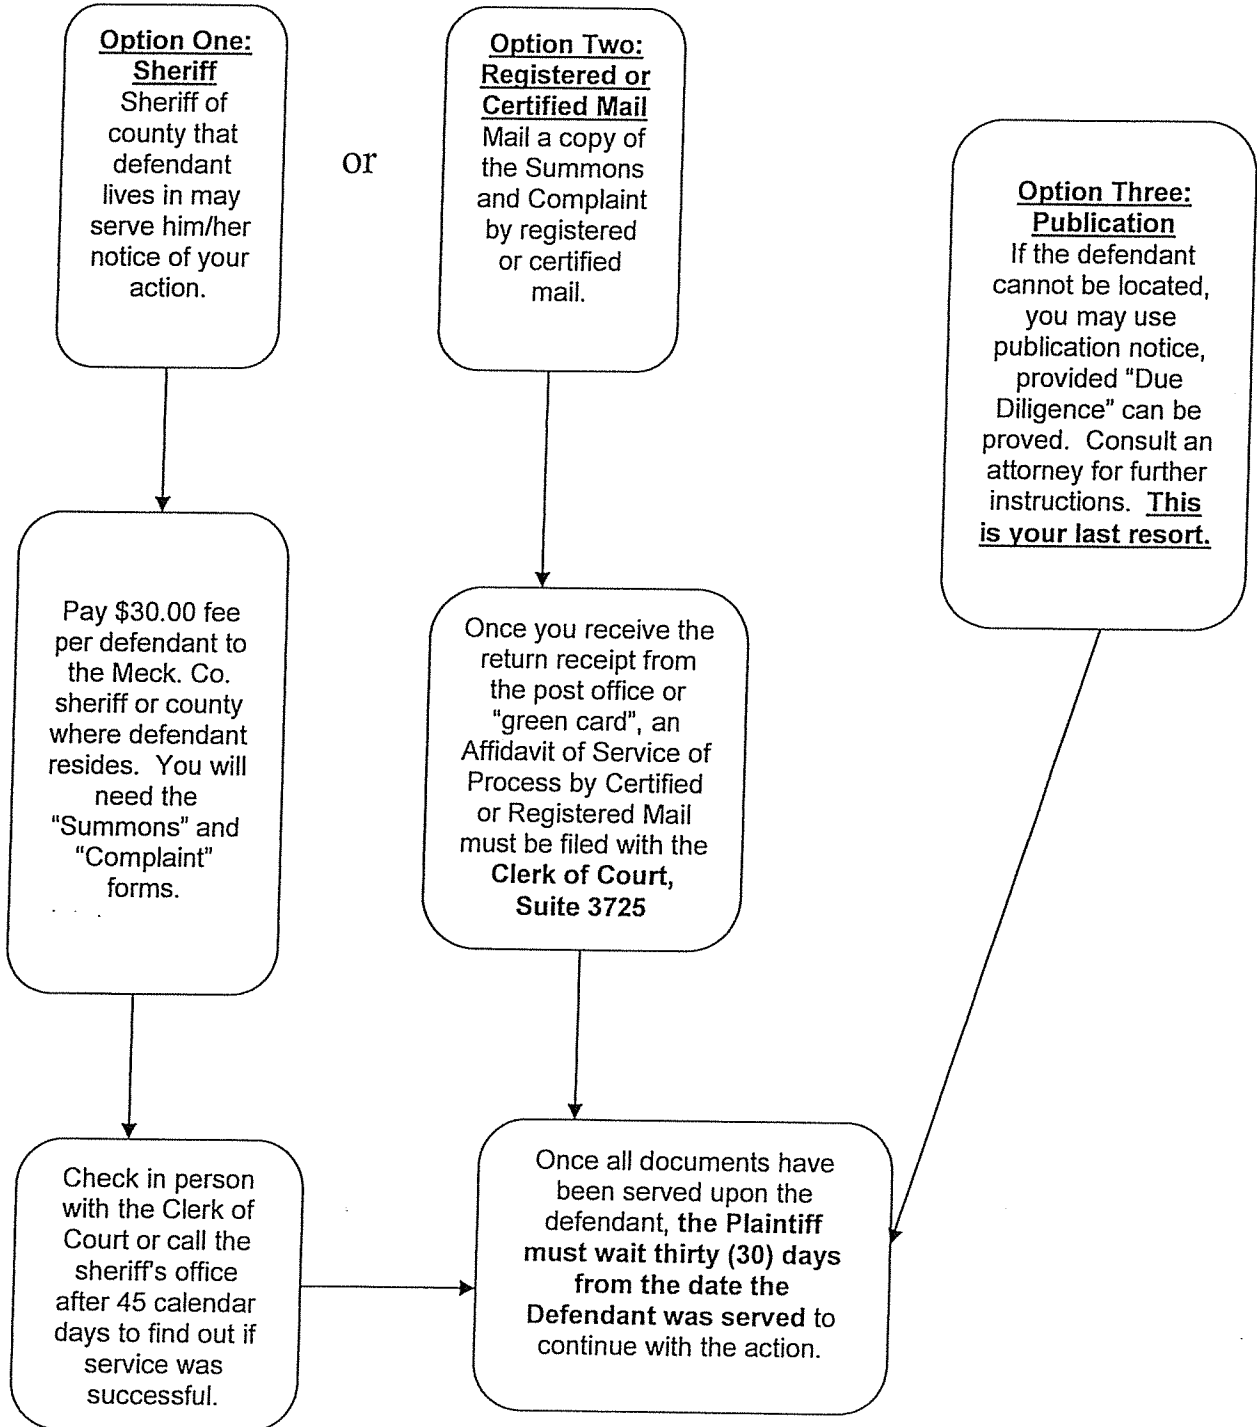 Option One:
Sheriff
Sheriff of
county that
defendant
lives in may
serve him/her
notice of your
action.
or
Option Two:
Registered or
Certified Mail
Mail a copy of
the Summons
and Complaint
by registered
or certified
mail.
Option Three:
Publication
If the defendant
cannot be located,
you may use
publication notice,
provided "Due
Diligence" can be
proved.  Consult an
attorney for further
instructions.  This
is your last resort.
Pay $30.00 fee
per defendant to
the Meck. Co.
sheriff or county
where defendant
resides.  You will
need the
"Summons" and
"Complaint"
forms.
Once you receive the
return receipt from
the post office or
"green card", an
Affidavit of Service of
Process by Certified
or Registered Mail
must be filed with the
Clerk of Court,
Suite 3725
Check in person
with the Clerk of
Court or call the
sheriff's office
after 45 calendar
days to find out if
service was
successful.
Once all documents have
been served upon the
defendant, the Plaintiff
must wait thirty (30) days
from the date the
Defendant was served to
continue with the action.